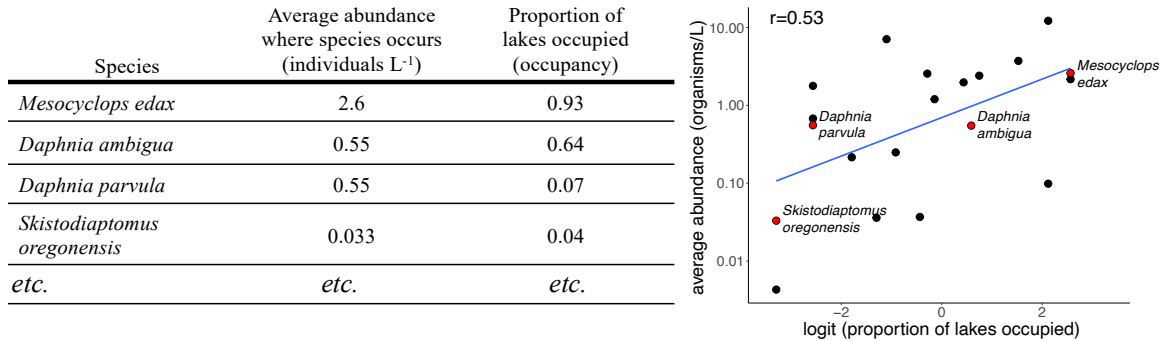 Species
Average abundance
where species occurs
(individuals L⁻¹)
Proportion of
lakes occupied
(occupancy)
Mesocyclops edax 2.6 0.93
Daphnia ambigua 0.55 0.64
Daphnia parvula 0.55 0.07
Skistodiaptomus
oregonensis 0.033 0.04
etc. etc. etc.
r=0.53
average abundance (organisms/L)
10.00
1.00
0.10
0.01
Mesocyclops
edax
Daphnia
parvula
Daphnia
ambigua
Skistodiaptomus
oregonensis
−2 0 2
logit (proportion of lakes occupied)